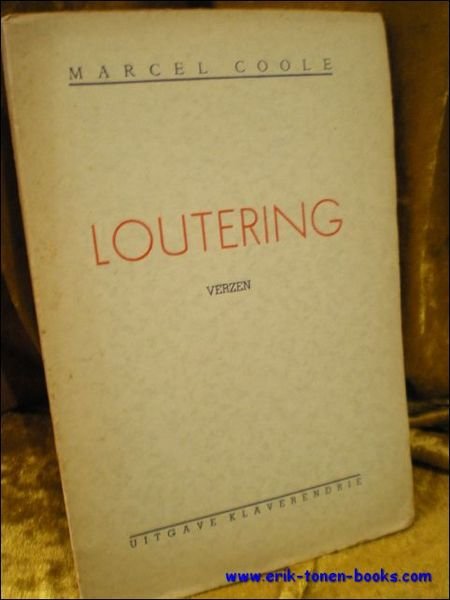 MARCEL COOLE
LOUTERING
VERZEN
UITGAVE KLAVERENDRIE
www.erik-tonen-books.com